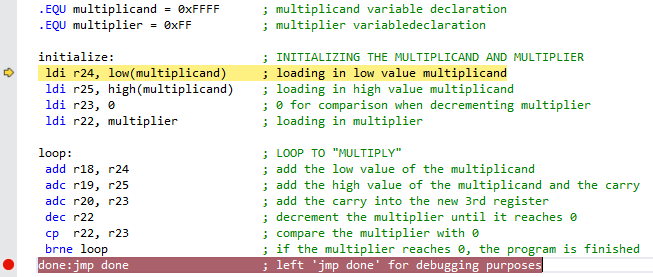 .EQU multiplicand = 0xFFFF ; multiplicand variable declaration
.EQU multiplier = 0xFF ; multiplier variabledeclaration
initialize: ; INITIALIZING THE MULTIPLICAND AND MULTIPLIER
ldi r24, low(multiplicand) ; loading in low value multiplicand
ldi r25, high(multiplicand) ; loading in high value multiplicand
ldi r23, 0 ; 0 for comparison when decrementing multiplier
ldi r22, multiplier ; loading in multiplier
loop: ; LOOP TO "MULTIPLY"
add r18, r24 ; add the low value of the multiplicand
adc r19, r25 ; add the high value of the multiplicand and the carry
adc r20, r23 ; add the carry into the new 3rd register
dec r22 ; decrement the multiplier until it reaches 0
cp r22, r23 ; compare the multiplier with 0
brne loop ; if the multiplier reaches 0, the program is finished
done:jmp done ; left 'jmp done' for debugging purposes